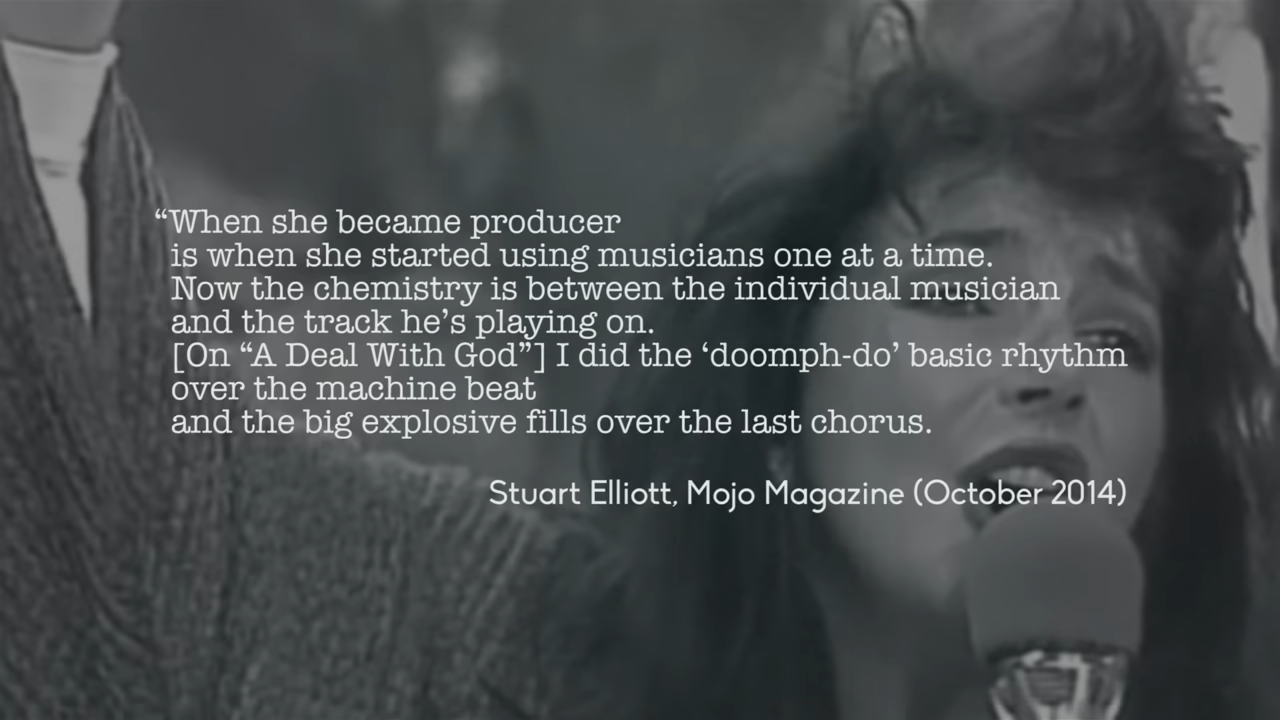 “When she became producer
is when she started using musicians one at a time.
Now the chemistry is between the individual musician
and the track he’s playing on.
[On “A Deal With God”] I did the ‘doomph-do’ basic rhythm
over the machine beat
and the big explosive fills over the last chorus.
Stuart Elliott, Mojo Magazine (October 2014)